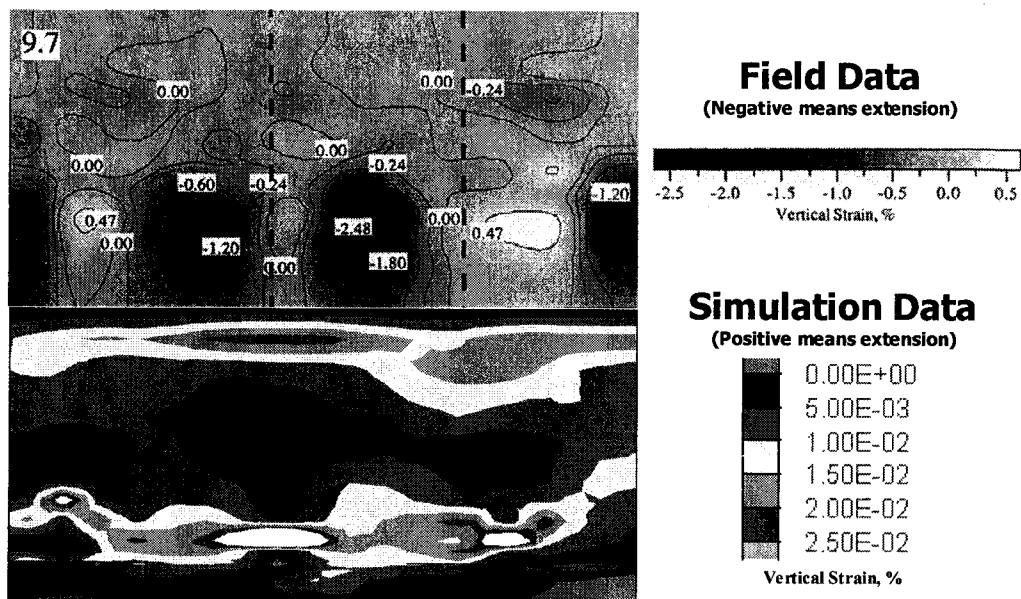 9.7
0.00
0.00
-0.24
0.00
0.00
-0.24
-0.60
-0.24
-1.20
0.47
0.00
0.00
-2.48
0.47
-1.20
0.00
-1.80
Field Data
(Negative means extension)
-2.5 -2.0 -1.5 -1.0 -0.5 0.0 0.5
Vertical Strain, %
Simulation Data
(Positive means extension)
0.00E+00
5.00E-03
1.00E-02
1.50E-02
2.00E-02
2.50E-02
Vertical Strain, %